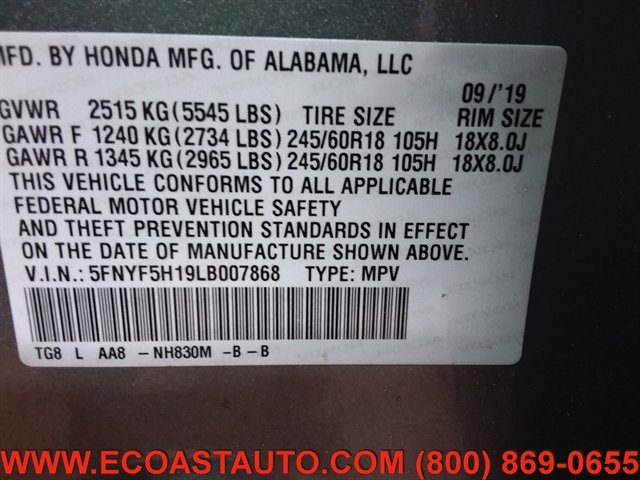 MFD. BY HONDA MFG. OF ALABAMA, LLC
09/'19
GVWR 2515 KG(5545 LBS) TIRE SIZE RIM SIZE
GAWR F 1240 KG(2734 LBS) 245/60R18 105H 18X8.0J
GAWR R 1345 KG(2965 LBS) 245/60R18 105H 18X8.0J
THIS VEHICLE CONFORMS TO ALL APPLICABLE
FEDERAL MOTOR VEHICLE SAFETY
AND THEFT PREVENTION STANDARDS IN EFFECT
ON THE DATE OF MANUFACTURE SHOWN ABOVE.
V.I.N.: 5FNYF5H19LB007868 TYPE: MPV
TG8 L AA8 -NH830M -B-B
WWW.ECOASTAUTO.COM (800) 869-0655